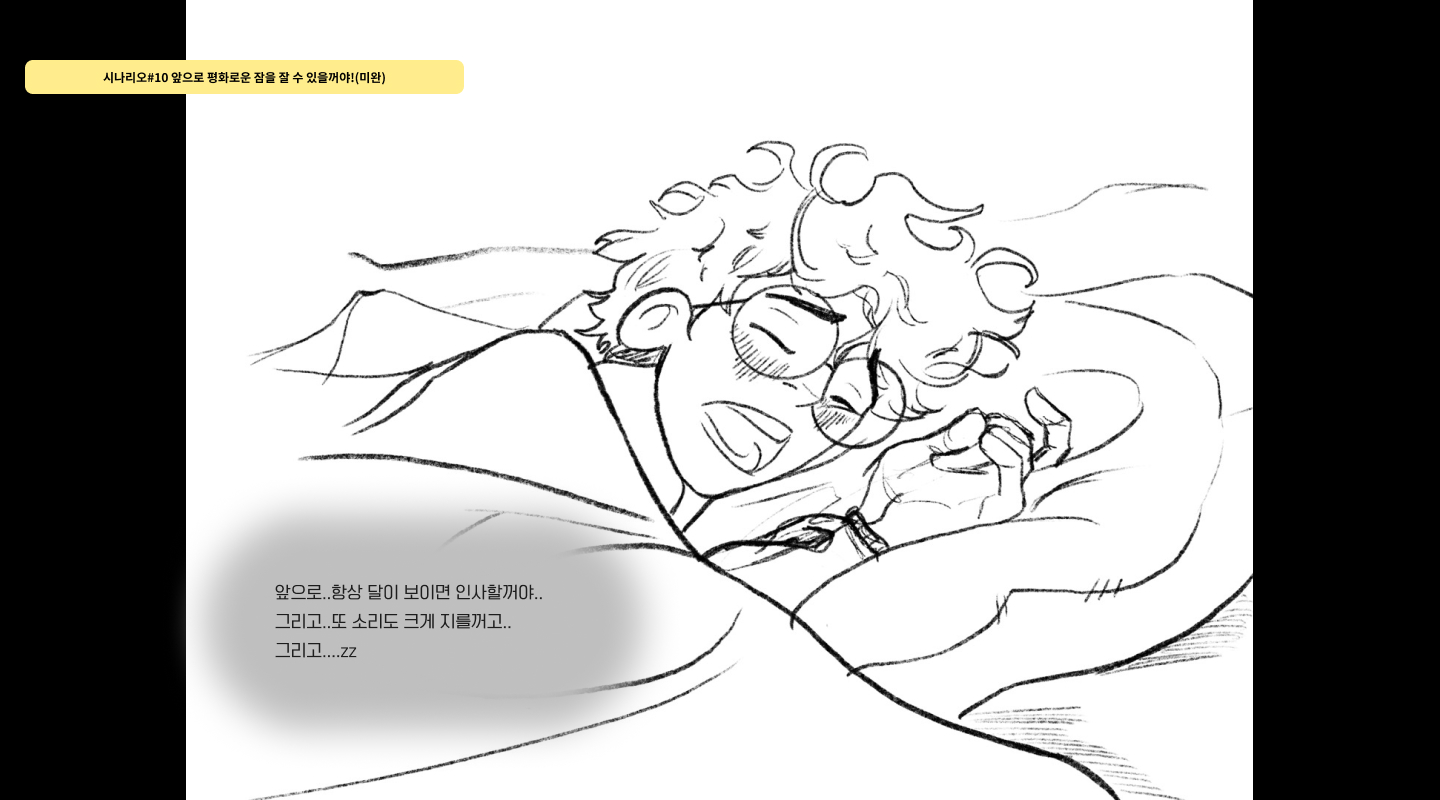 시나리오#10 앞으로 평화로운 잠을 잘 수 있을꺼야!(미완)
앞으로..항상 달이 보이면 인사할꺼야..
그리고..또 소리도 크게 지를꺼고..
그리고....zz